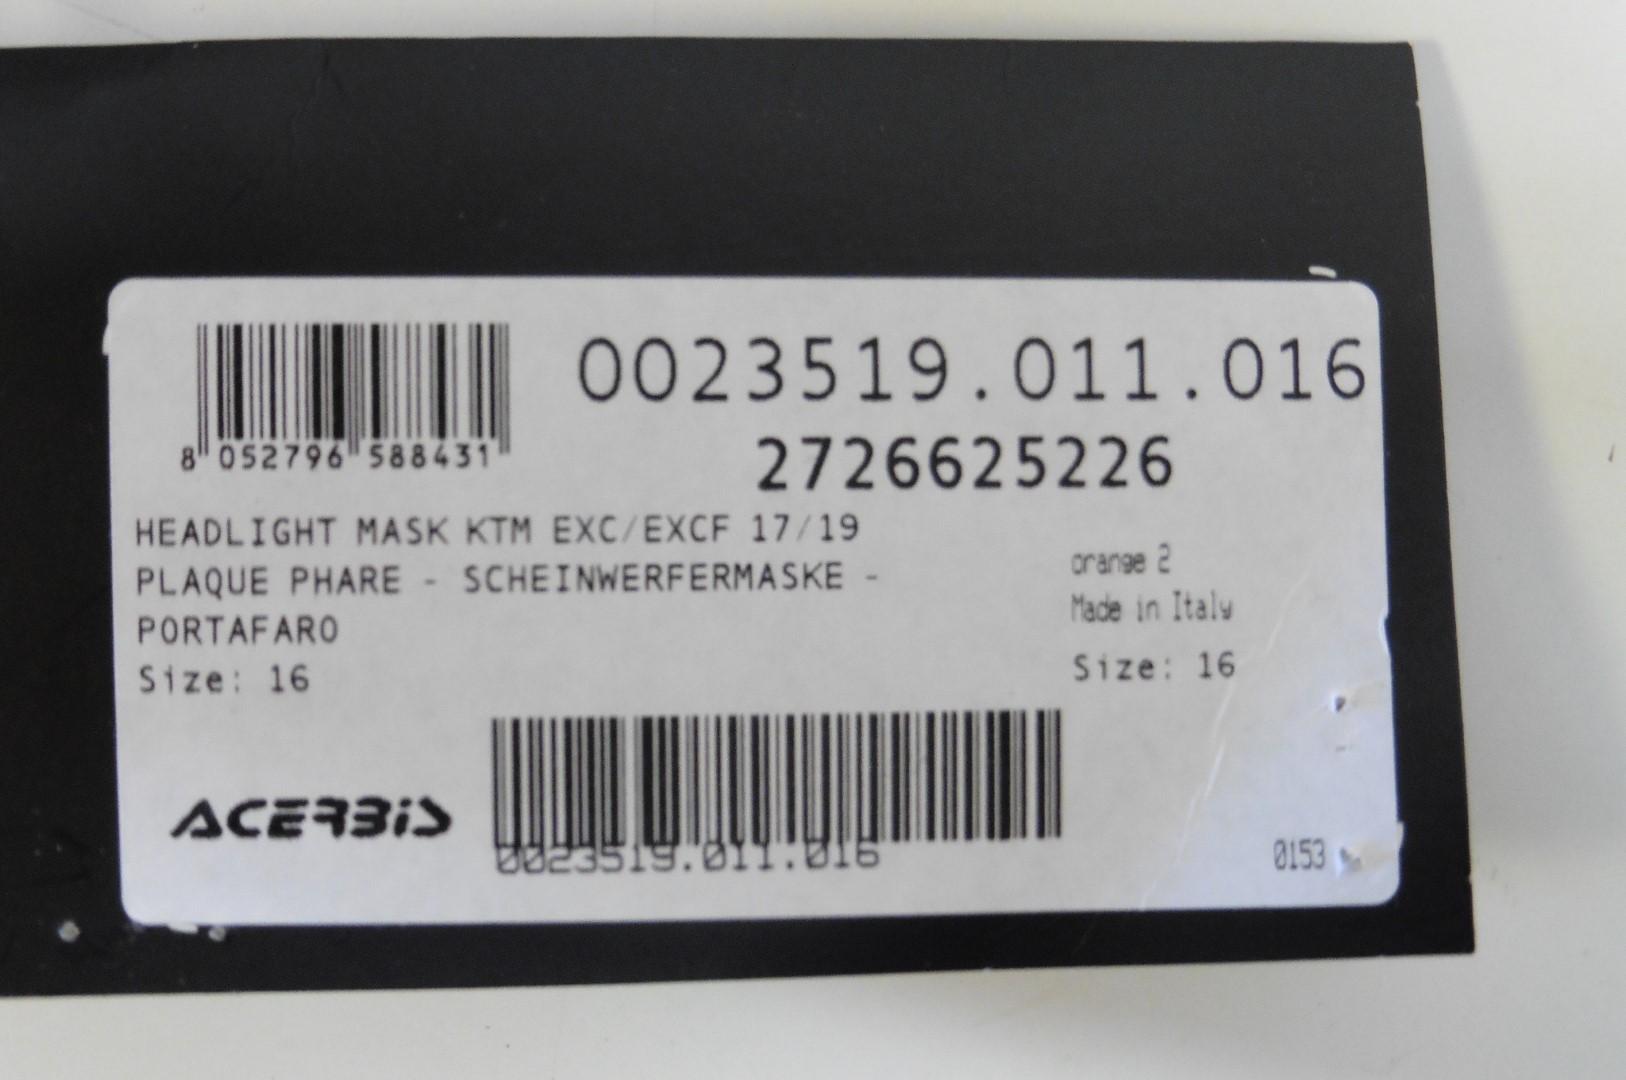 0023519.011.016
2726625226
8 052796 588431
HEADLIGHT MASK KTM EXC/EXCF 17/19
PLAQUE PHARE - SCHEINWERFERMASKE -
PORTAFARO
Size: 16
orange 2
Made in Italy
Size: 16
ACERBIS
0023519.011.016
0153